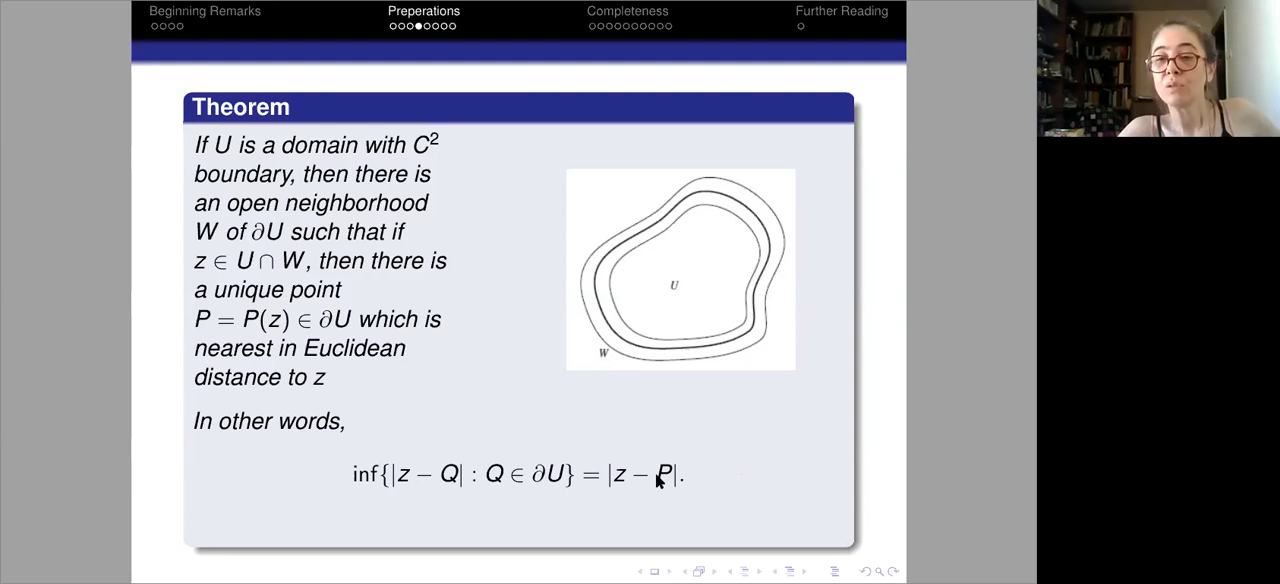 Beginning Remarks
Preperations
Completeness
Further Reading
Theorem
If U is a domain with C²
boundary, then there is
an open neighborhood
W of ∂U such that if
z ∈ U ∩ W, then there is
a unique point
P = P(z) ∈ ∂U which is
nearest in Euclidean
distance to z
U
W
In other words,
inf{|z − Q| : Q ∈ ∂U} = |z − P|.